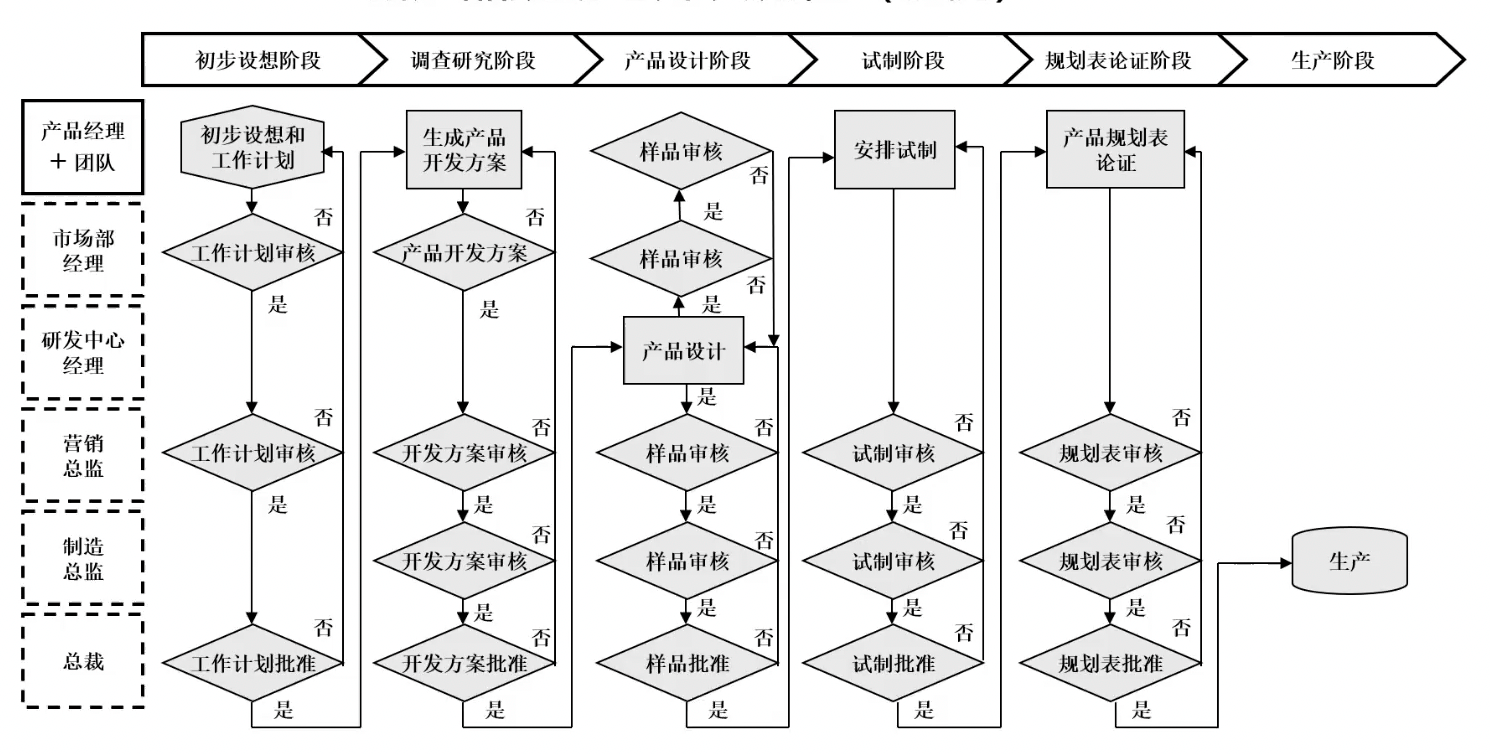 初步设想阶段
调查研究阶段
产品设计阶段
试制阶段
规划表论证阶段
生产阶段
产品经理
+ 团队
初步设想和
工作计划
生成产品
开发方案
样品审核
否
安排试制
产品规划表
论证
市场部
经理
否
工作计划审核
是
否
产品开发方案
是
是
样品审核
否
是
研发中心
经理
产品设计
是
营销
总监
否
工作计划审核
是
否
开发方案审核
是
否
样品审核
是
否
试制审核
是
否
规划表审核
是
制造
总监
否
开发方案审核
是
否
样品审核
是
否
试制审核
是
否
规划表审核
是
生产
总裁
否
工作计划批准
是
否
开发方案批准
是
否
样品批准
是
否
试制批准
是
否
规划表批准
是